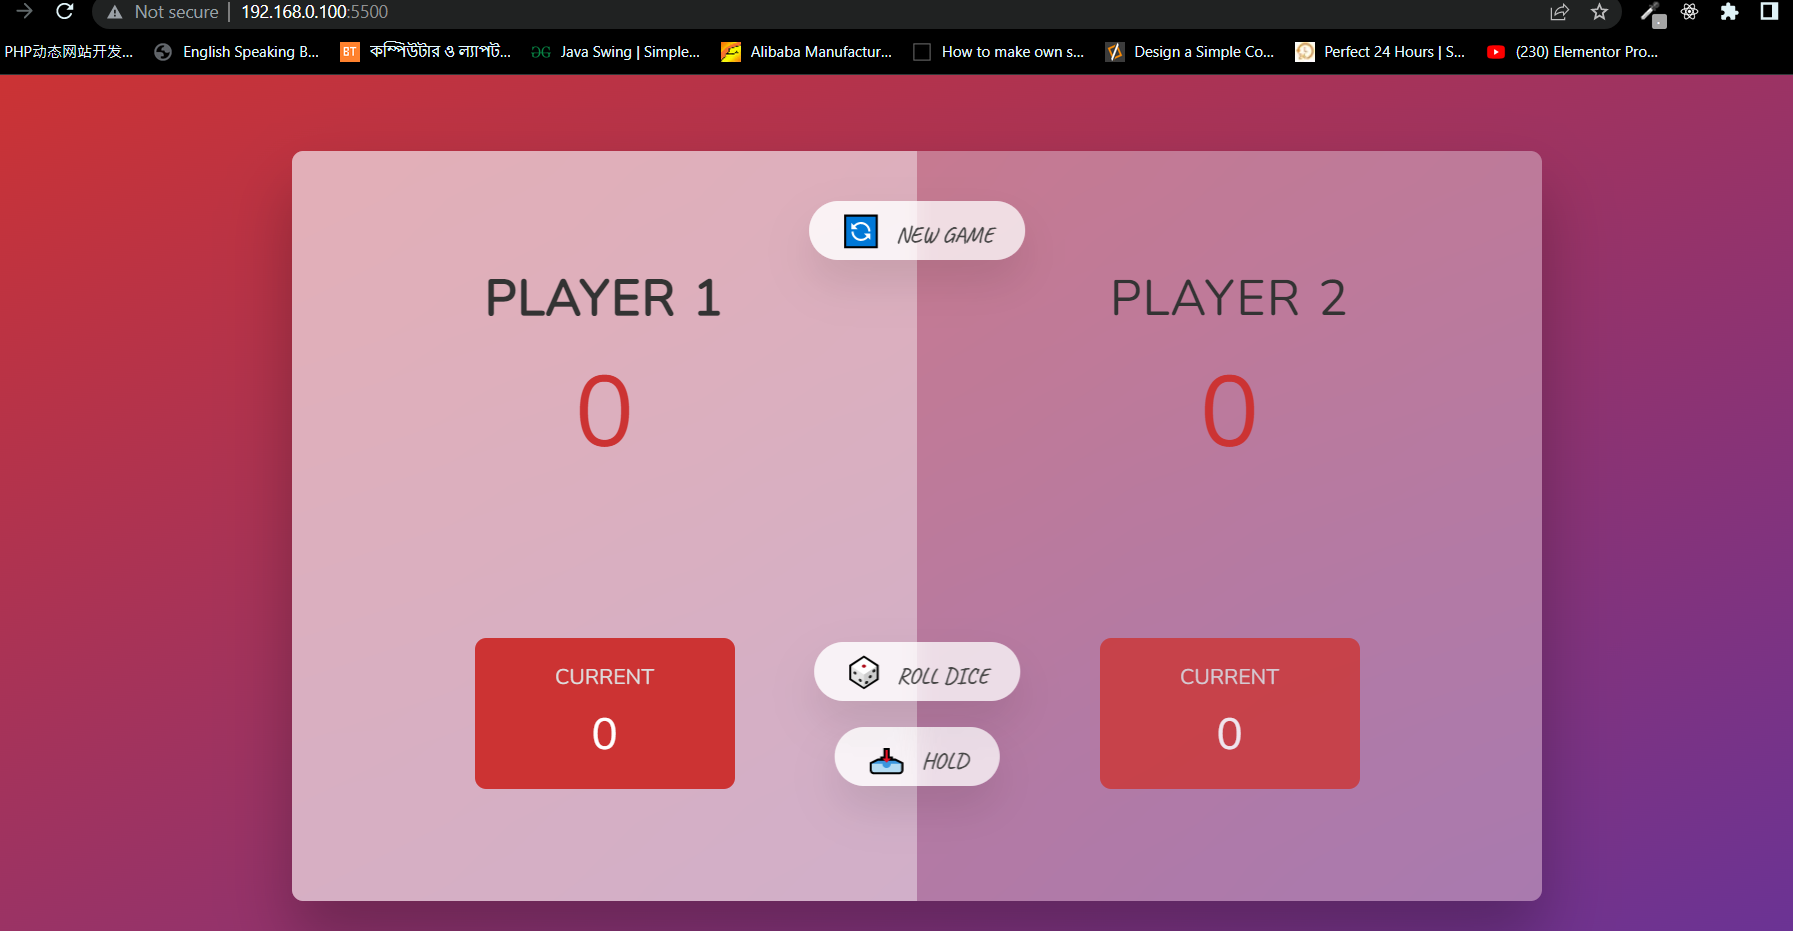 Not secure | 192.168.0.100:5500
PHP动态网站开发... English Speaking B... BT কম্পিউটার ও ল্যাপট... Java Swing | Simple... Alibaba Manufactur... How to make own s... Design a Simple Co... Perfect 24 Hours | S... (230) Elementor Pro...
NEW GAME
PLAYER 1 PLAYER 2
0 0
CURRENT ROLL DICE CURRENT
0 HOLD 0